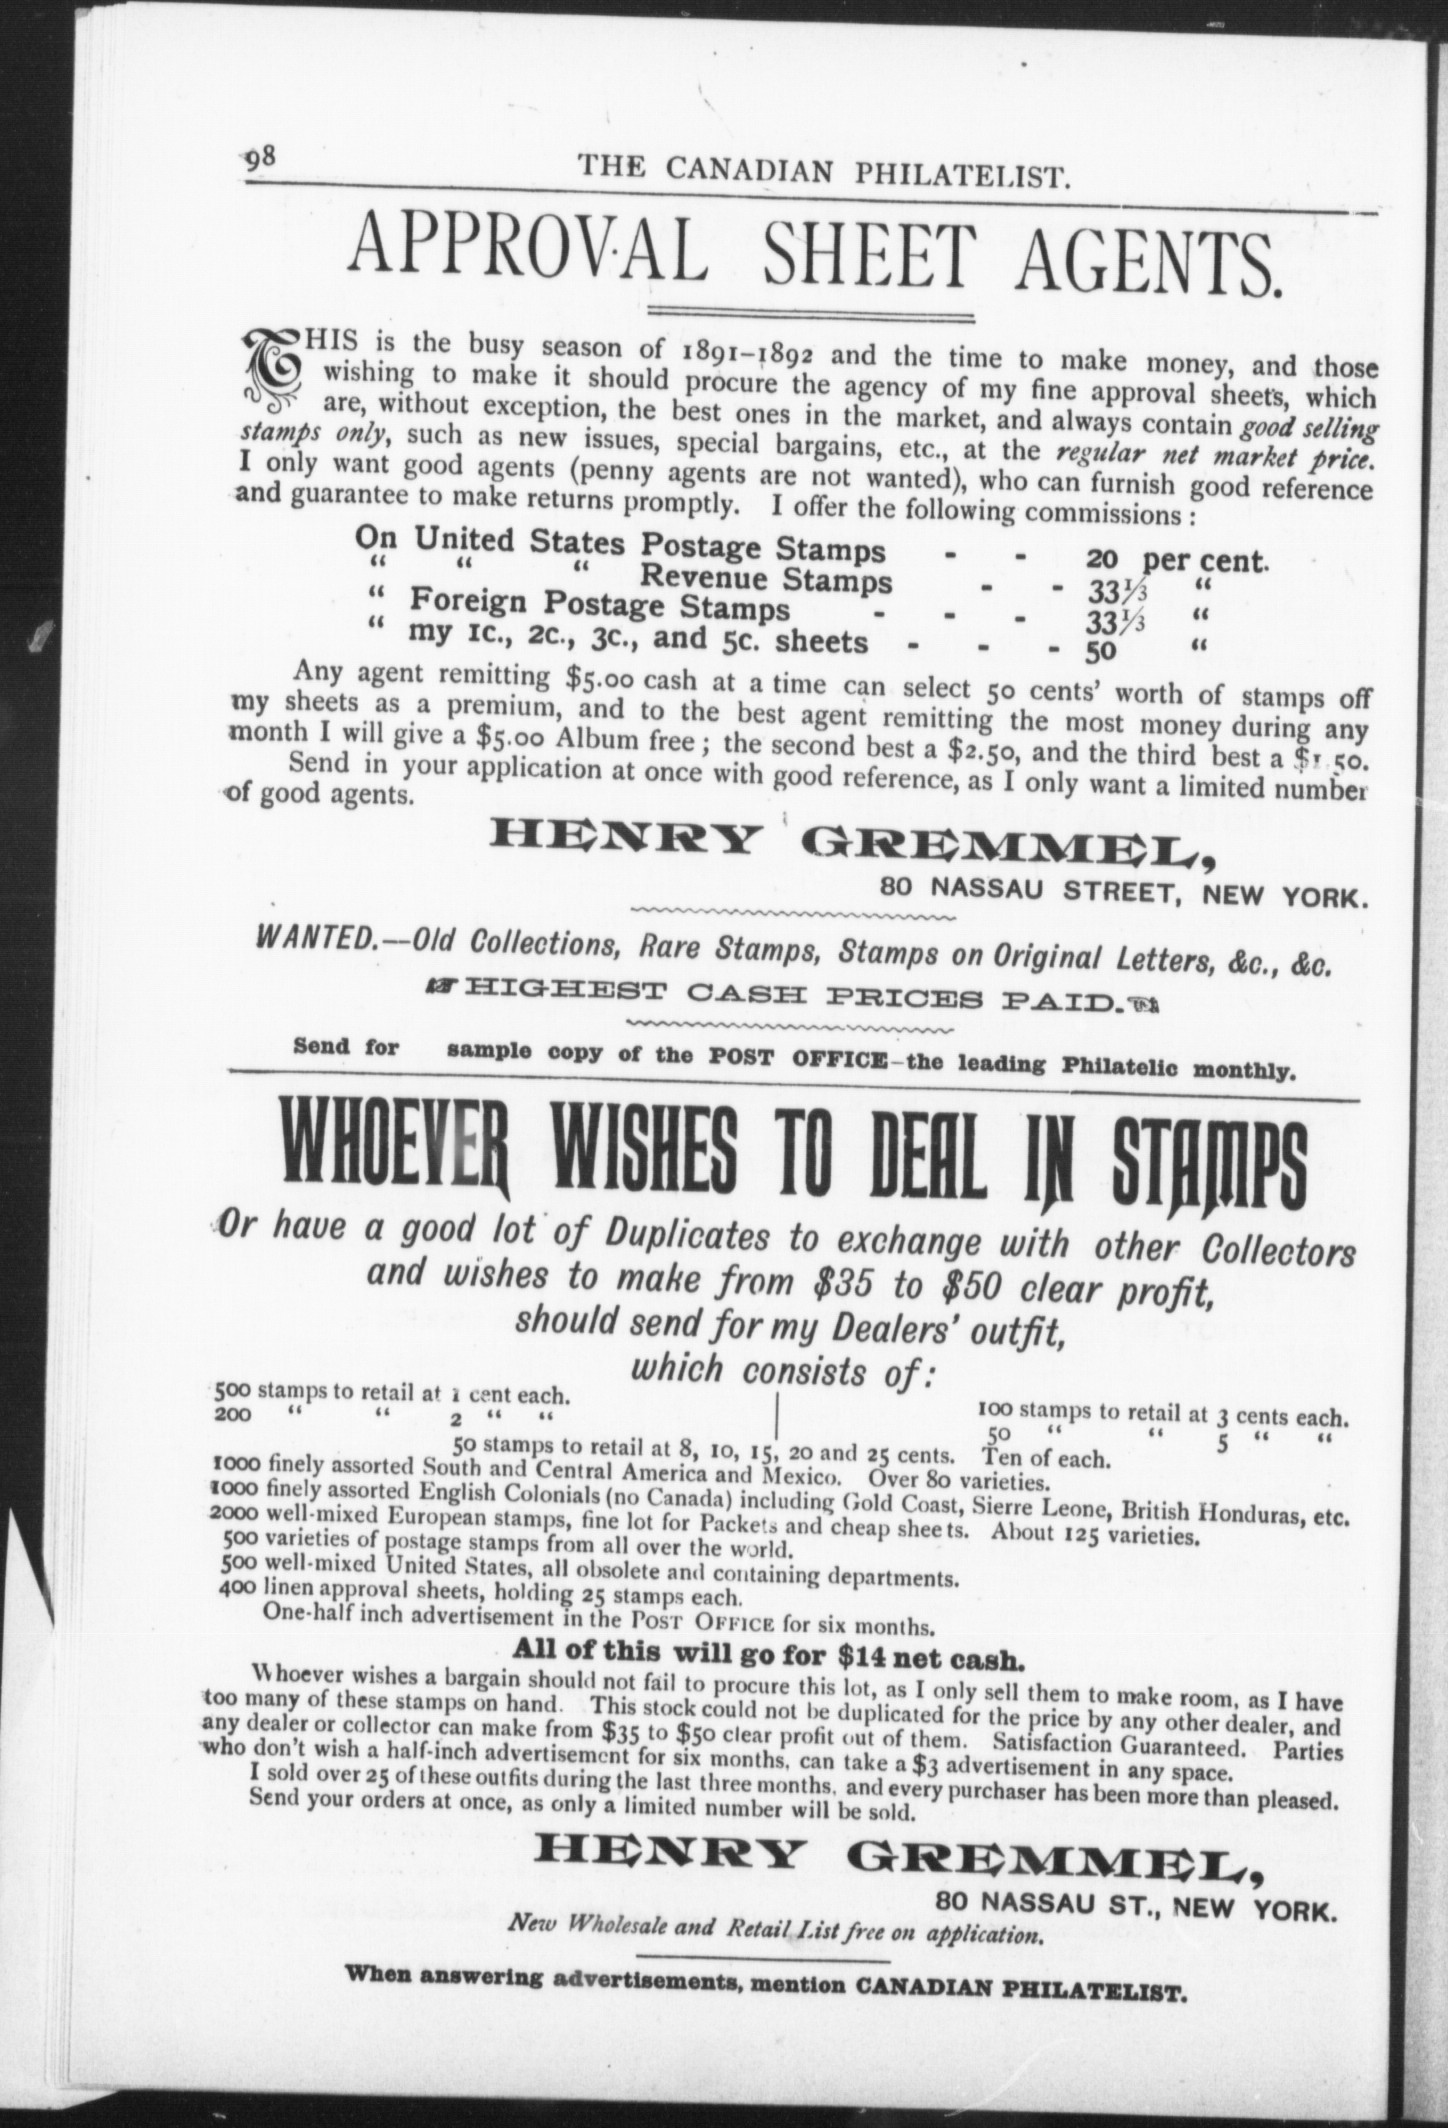 98
THE CANADIAN PHILATELIST.
APPROVAL SHEET AGENTS.
THIS is the busy season of 1891-1892 and the time to make money, and those
wishing to make it should procure the agency of my fine approval sheets, which
are, without exception, the best ones in the market, and always contain good selling
stamps only, such as new issues, special bargains, etc., at the regular net market price.
I only want good agents (penny agents are not wanted), who can furnish good reference
and guarantee to make returns promptly. I offer the following commissions :
On United States Postage Stamps - - 20 per cent.
“ “ “ Revenue Stamps - - 33⅓ “
“ Foreign Postage Stamps - - - 33⅓ “
“ my 1c., 2c., 3c., and 5c. sheets - - - 50 “
Any agent remitting $5.00 cash at a time can select 50 cents’ worth of stamps off
my sheets as a premium, and to the best agent remitting the most money during any
month I will give a $5.00 Album free ; the second best a $2.50, and the third best a $1.50.
Send in your application at once with good reference, as I only want a limited number
of good agents.
HENRY GREMMEL,
80 NASSAU STREET, NEW YORK.
WANTED.—Old Collections, Rare Stamps, Stamps on Original Letters, &c., &c.
☞HIGHEST CASH PRICES PAID.☜
Send for sample copy of the POST OFFICE—the leading Philatelic monthly.
WHOEVER WISHES TO DEAL IN STAMPS
Or have a good lot of Duplicates to exchange with other Collectors
and wishes to make from $35 to $50 clear profit,
should send for my Dealers’ outfit,
which consists of :
500 stamps to retail at 1 cent each.
200 “ “ 2 “ “
100 stamps to retail at 3 cents each.
50 “ “ 5 “ “
50 stamps to retail at 8, 10, 15, 20 and 25 cents. Ten of each.
1000 finely assorted South and Central America and Mexico. Over 80 varieties.
1000 finely assorted English Colonials (no Canada) including Gold Coast, Sierre Leone, British Honduras, etc.
2000 well-mixed European stamps, fine lot for Packets and cheap sheets. About 125 varieties.
500 varieties of postage stamps from all over the world.
500 well-mixed United States, all obsolete and containing departments.
400 linen approval sheets, holding 25 stamps each.
One-half inch advertisement in the POST OFFICE for six months.
All of this will go for $14 net cash.
Whoever wishes a bargain should not fail to procure this lot, as I only sell them to make room, as I have
too many of these stamps on hand. This stock could not be duplicated for the price by any other dealer, and
any dealer or collector can make from $35 to $50 clear profit out of them. Satisfaction Guaranteed. Parties
who don’t wish a half-inch advertisement for six months, can take a $3 advertisement in any space.
I sold over 25 of these outfits during the last three months, and every purchaser has been more than pleased.
Send your orders at once, as only a limited number will be sold.
HENRY GREMMEL,
80 NASSAU ST., NEW YORK.
New Wholesale and Retail List free on application.
When answering advertisements, mention CANADIAN PHILATELIST.